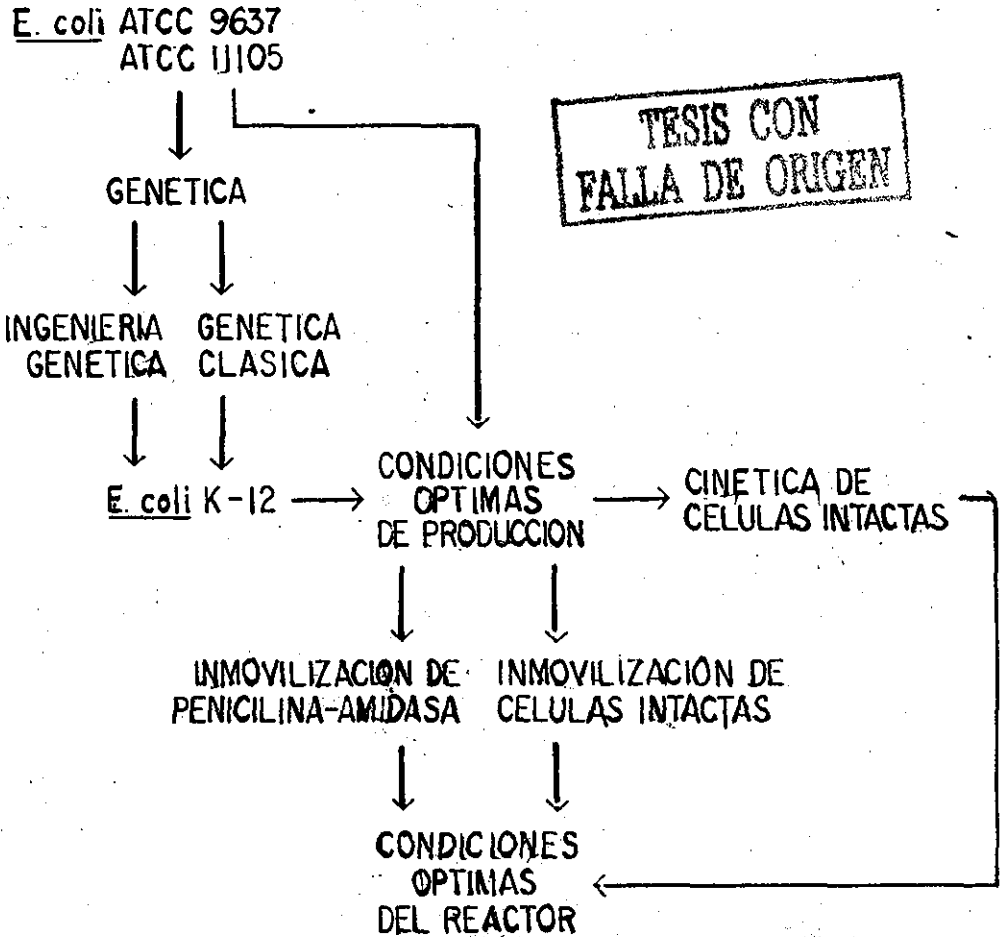 E. coli ATCC 9637
ATCC 11105
TESIS CON
FALLA DE ORIGEN
GENETICA
INGENIERIA
GENETICA
GENETICA
CLASICA
E. coli K-12
CONDICIONES
OPTIMAS
DE PRODUCCION
CINETICA DE
CELULAS INTACTAS
INMOVILIZACION DE
PENICILINA-AMIDASA
INMOVILIZACIÓN DE
CELULAS INTACTAS
CONDICIONES
OPTIMAS
DEL REACTOR